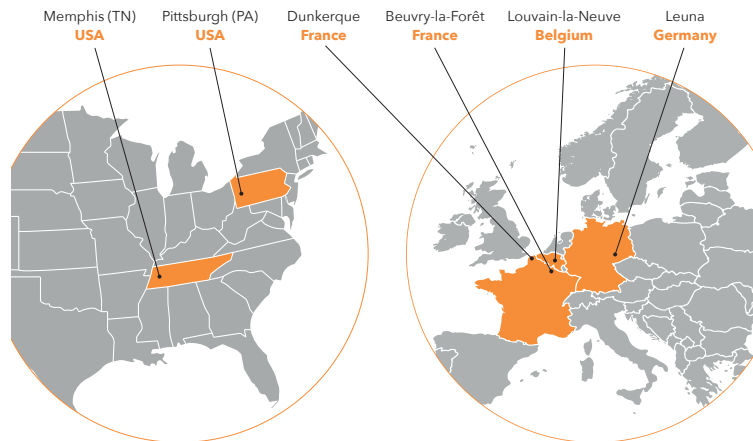 Memphis (TN)
USA
Pittsburgh (PA)
USA
Dunkerque
France
Beuvry-la-Forêt
France
Louvain-la-Neuve
Belgium
Leuna
Germany